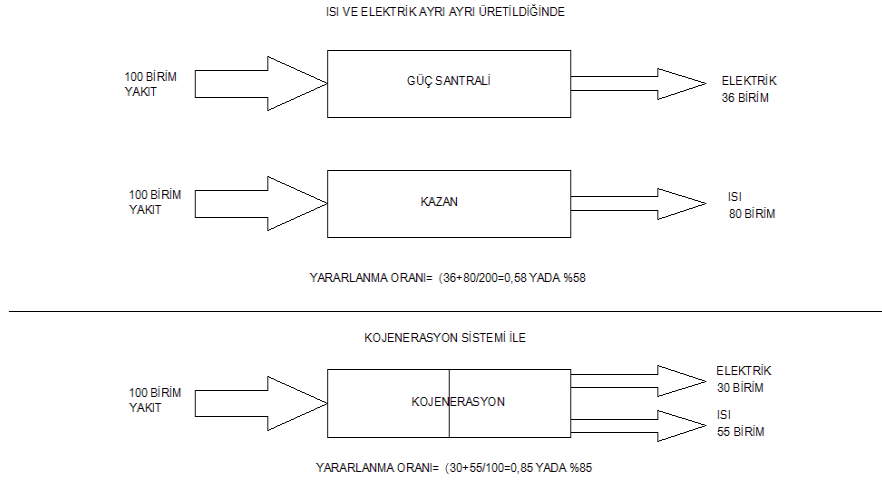 ISI VE ELEKTRİK AYRI AYRI ÜRETİLDİĞİNDE
100 BİRİM
YAKIT
GÜÇ SANTRALİ
ELEKTRİK
36 BİRİM
100 BİRİM
YAKIT
KAZAN
ISI
80 BİRİM
YARARLANMA ORANI= (36+80/200=0,58 YADA %58
KOJENERASYON SİSTEMİ İLE
100 BİRİM
YAKIT
KOJENERASYON
ELEKTRİK
30 BİRİM
ISI
55 BİRİM
YARARLANMA ORANI= (30+55/100=0,85 YADA %85